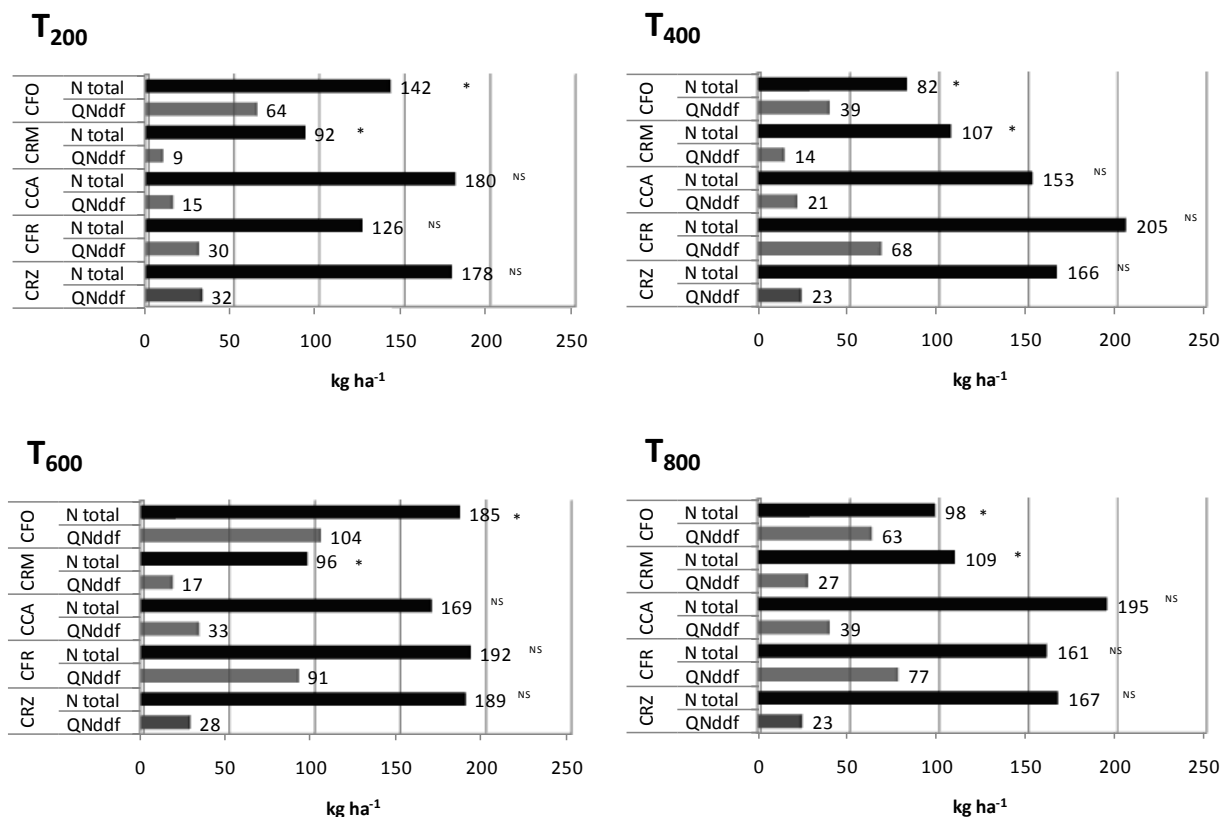 T200
CFO N total 142 *
QNddf 64
CRM N total 92 *
QNddf 9
CCA N total 180 NS
QNddf 15
CFR N total 126 NS
QNddf 30
CRZ N total 178 NS
QNddf 32
0 50 100 150 200 250
kg ha-1
T400
CFO N total 82 *
QNddf 39
CRM N total 107 *
QNddf 14
CCA N total 153 NS
QNddf 21
CFR N total 205 NS
QNddf 68
CRZ N total 166 NS
QNddf 23
0 50 100 150 200 250
kg ha-1
T600
CFO N total 185 *
QNddf 104
CRM N total 96 *
QNddf 17
CCA N total 169 NS
QNddf 33
CFR N total 192 NS
QNddf 91
CRZ N total 189 NS
QNddf 28
0 50 100 150 200 250
kg ha-1
T800
CFO N total 98 *
QNddf 63
CRM N total 109 *
QNddf 27
CCA N total 195 NS
QNddf 39
CFR N total 161 NS
QNddf 77
CRZ N total 167 NS
QNddf 23
0 50 100 150 200 250
kg ha-1